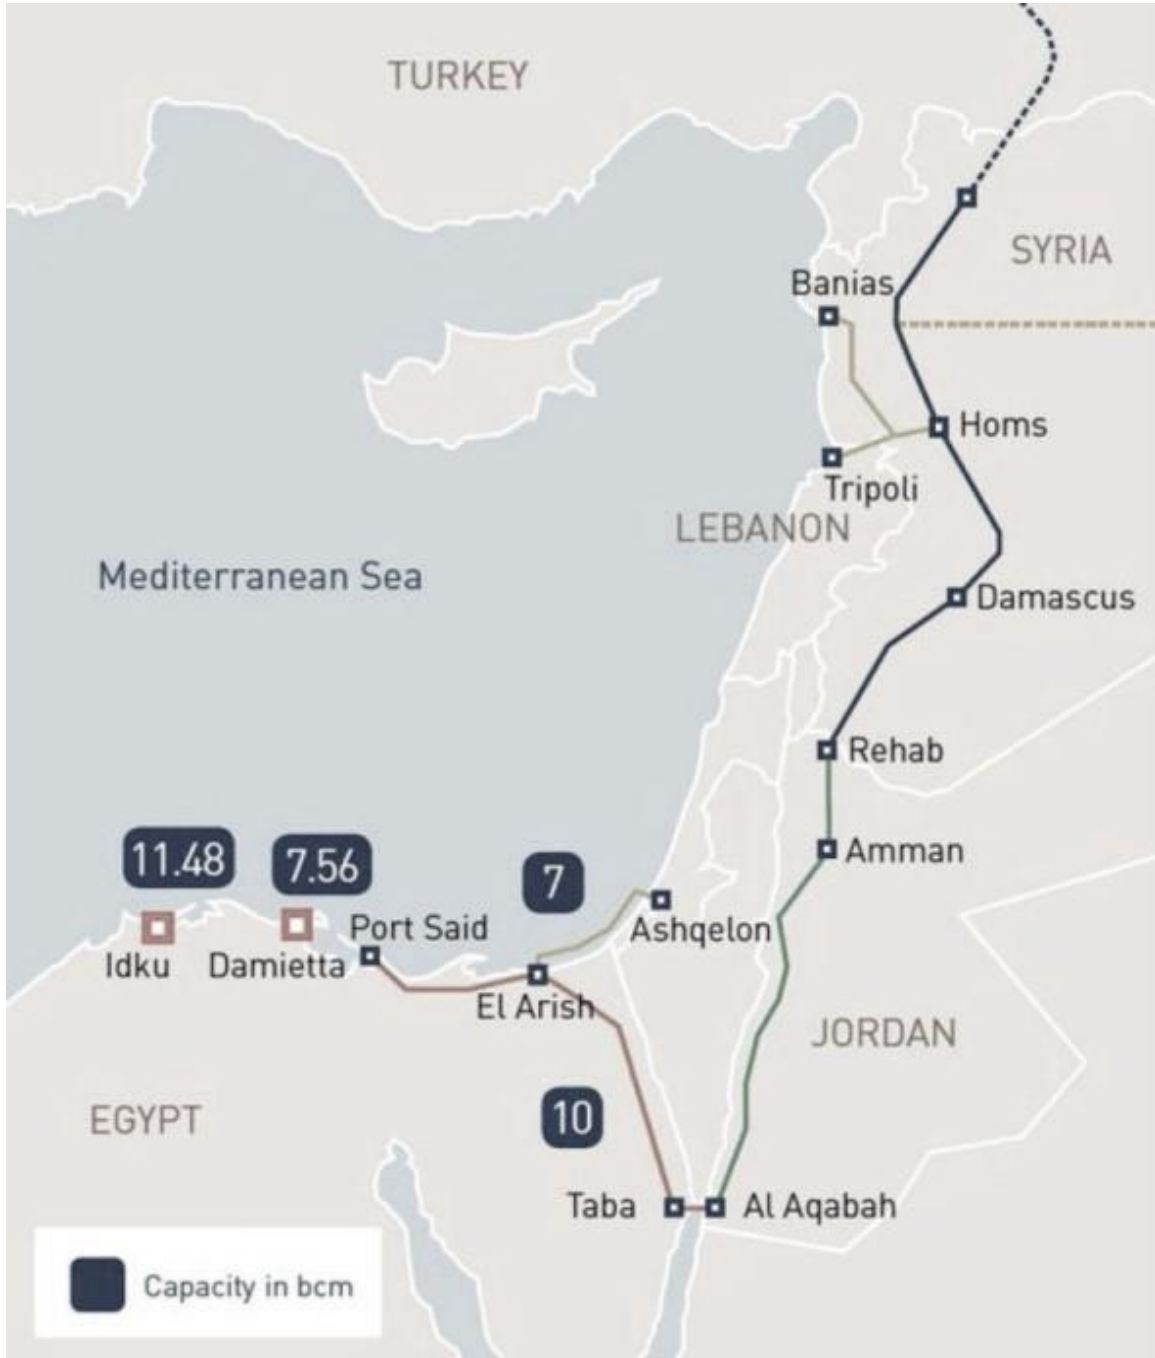 TURKEY
SYRIA
Banias
Homs
Tripoli
LEBANON
Mediterranean Sea
Damascus
Rehab
11.48
7.56
7
Amman
Port Said
Ashqelon
Idku
Damietta
El Arish
JORDAN
10
EGYPT
Taba
Al Aqabah
Capacity in bcm